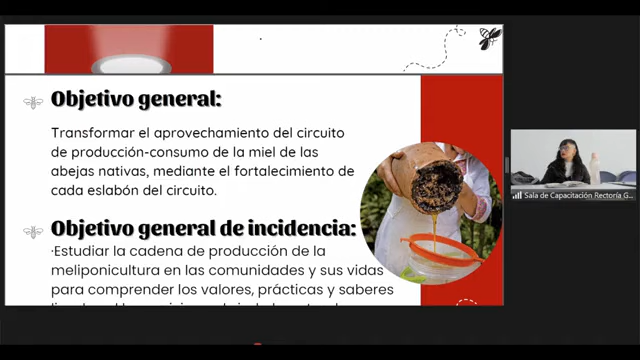 Objetivo general:
Transformar el aprovechamiento del circuito
de producción-consumo de la miel de las
abejas nativas, mediante el fortalecimiento de
cada eslabón del circuito.
Objetivo general de incidencia:
·Estudiar la cadena de producción de la
meliponicultura en las comunidades y sus vidas
para comprender los valores, prácticas y saberes
Sala de Capacitación Rectoría G...